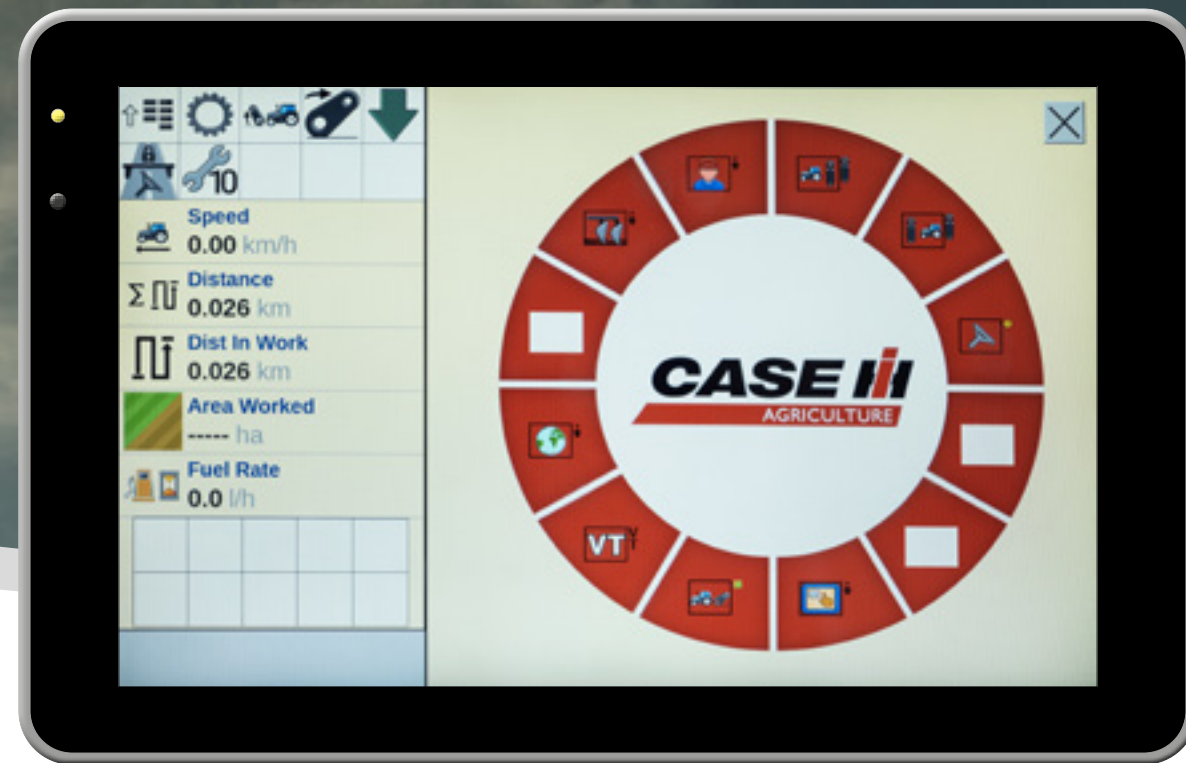 10
Speed
0.00 km/h
Distance
Σ
0.026 km
Dist In Work
0.026 km
Area Worked
----- ha
Fuel Rate
0.0 l/h
CASE IH
AGRICULTURE
VT